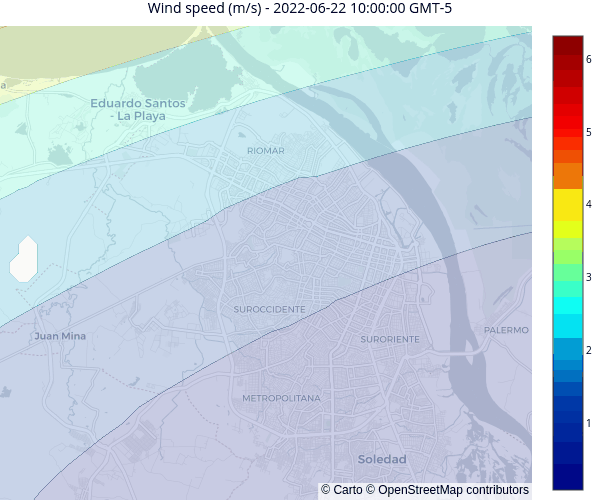 Wind speed (m/s) - 2022-06-22 10:00:00 GMT-5
6
a
Eduardo Santos
- La Playa
5
RIOMAR
4
3
SUROCCIDENTE
PALERMO
Juan Mina
SURORIENTE
2
METROPOLITANA
1
Soledad
© Carto © OpenStreetMap contributors